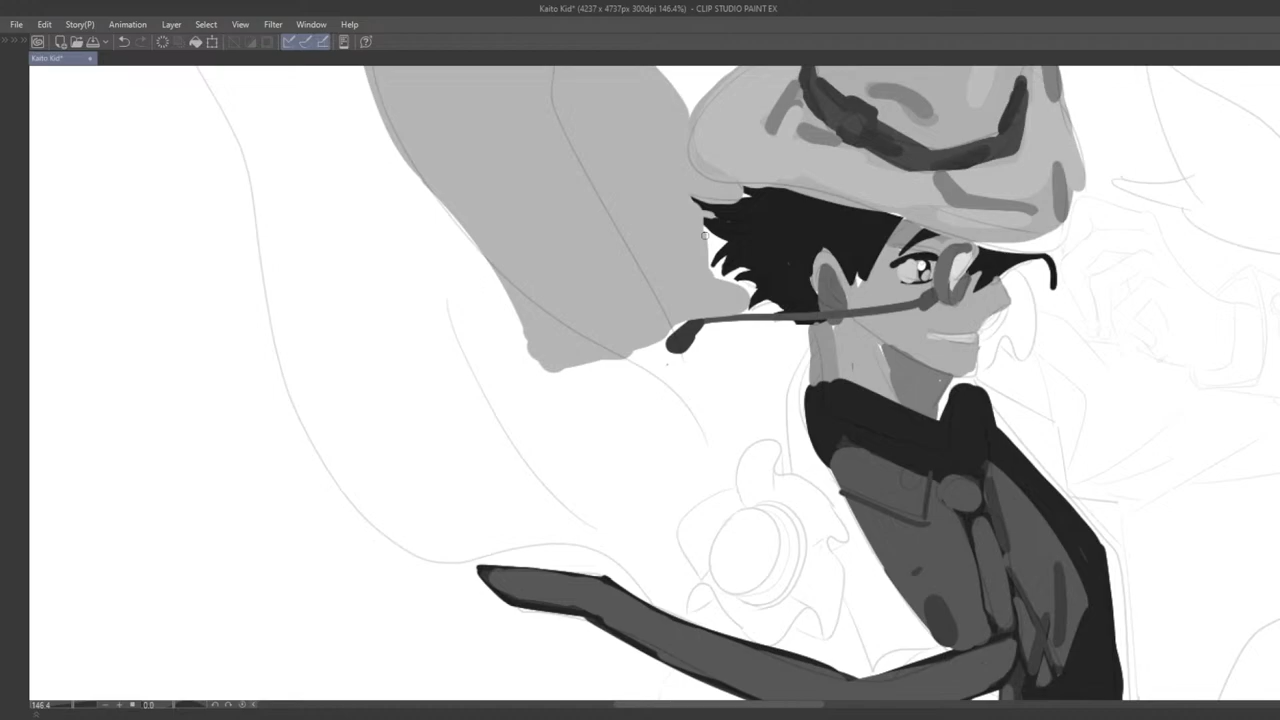 Kaito Kid* (4237 x 4737px 300dpi 146.4%) - CLIP STUDIO PAINT EX
File Edit Story(P) Animation Layer Select View Filter Window Help
Kaito Kid*
146.4 0.0